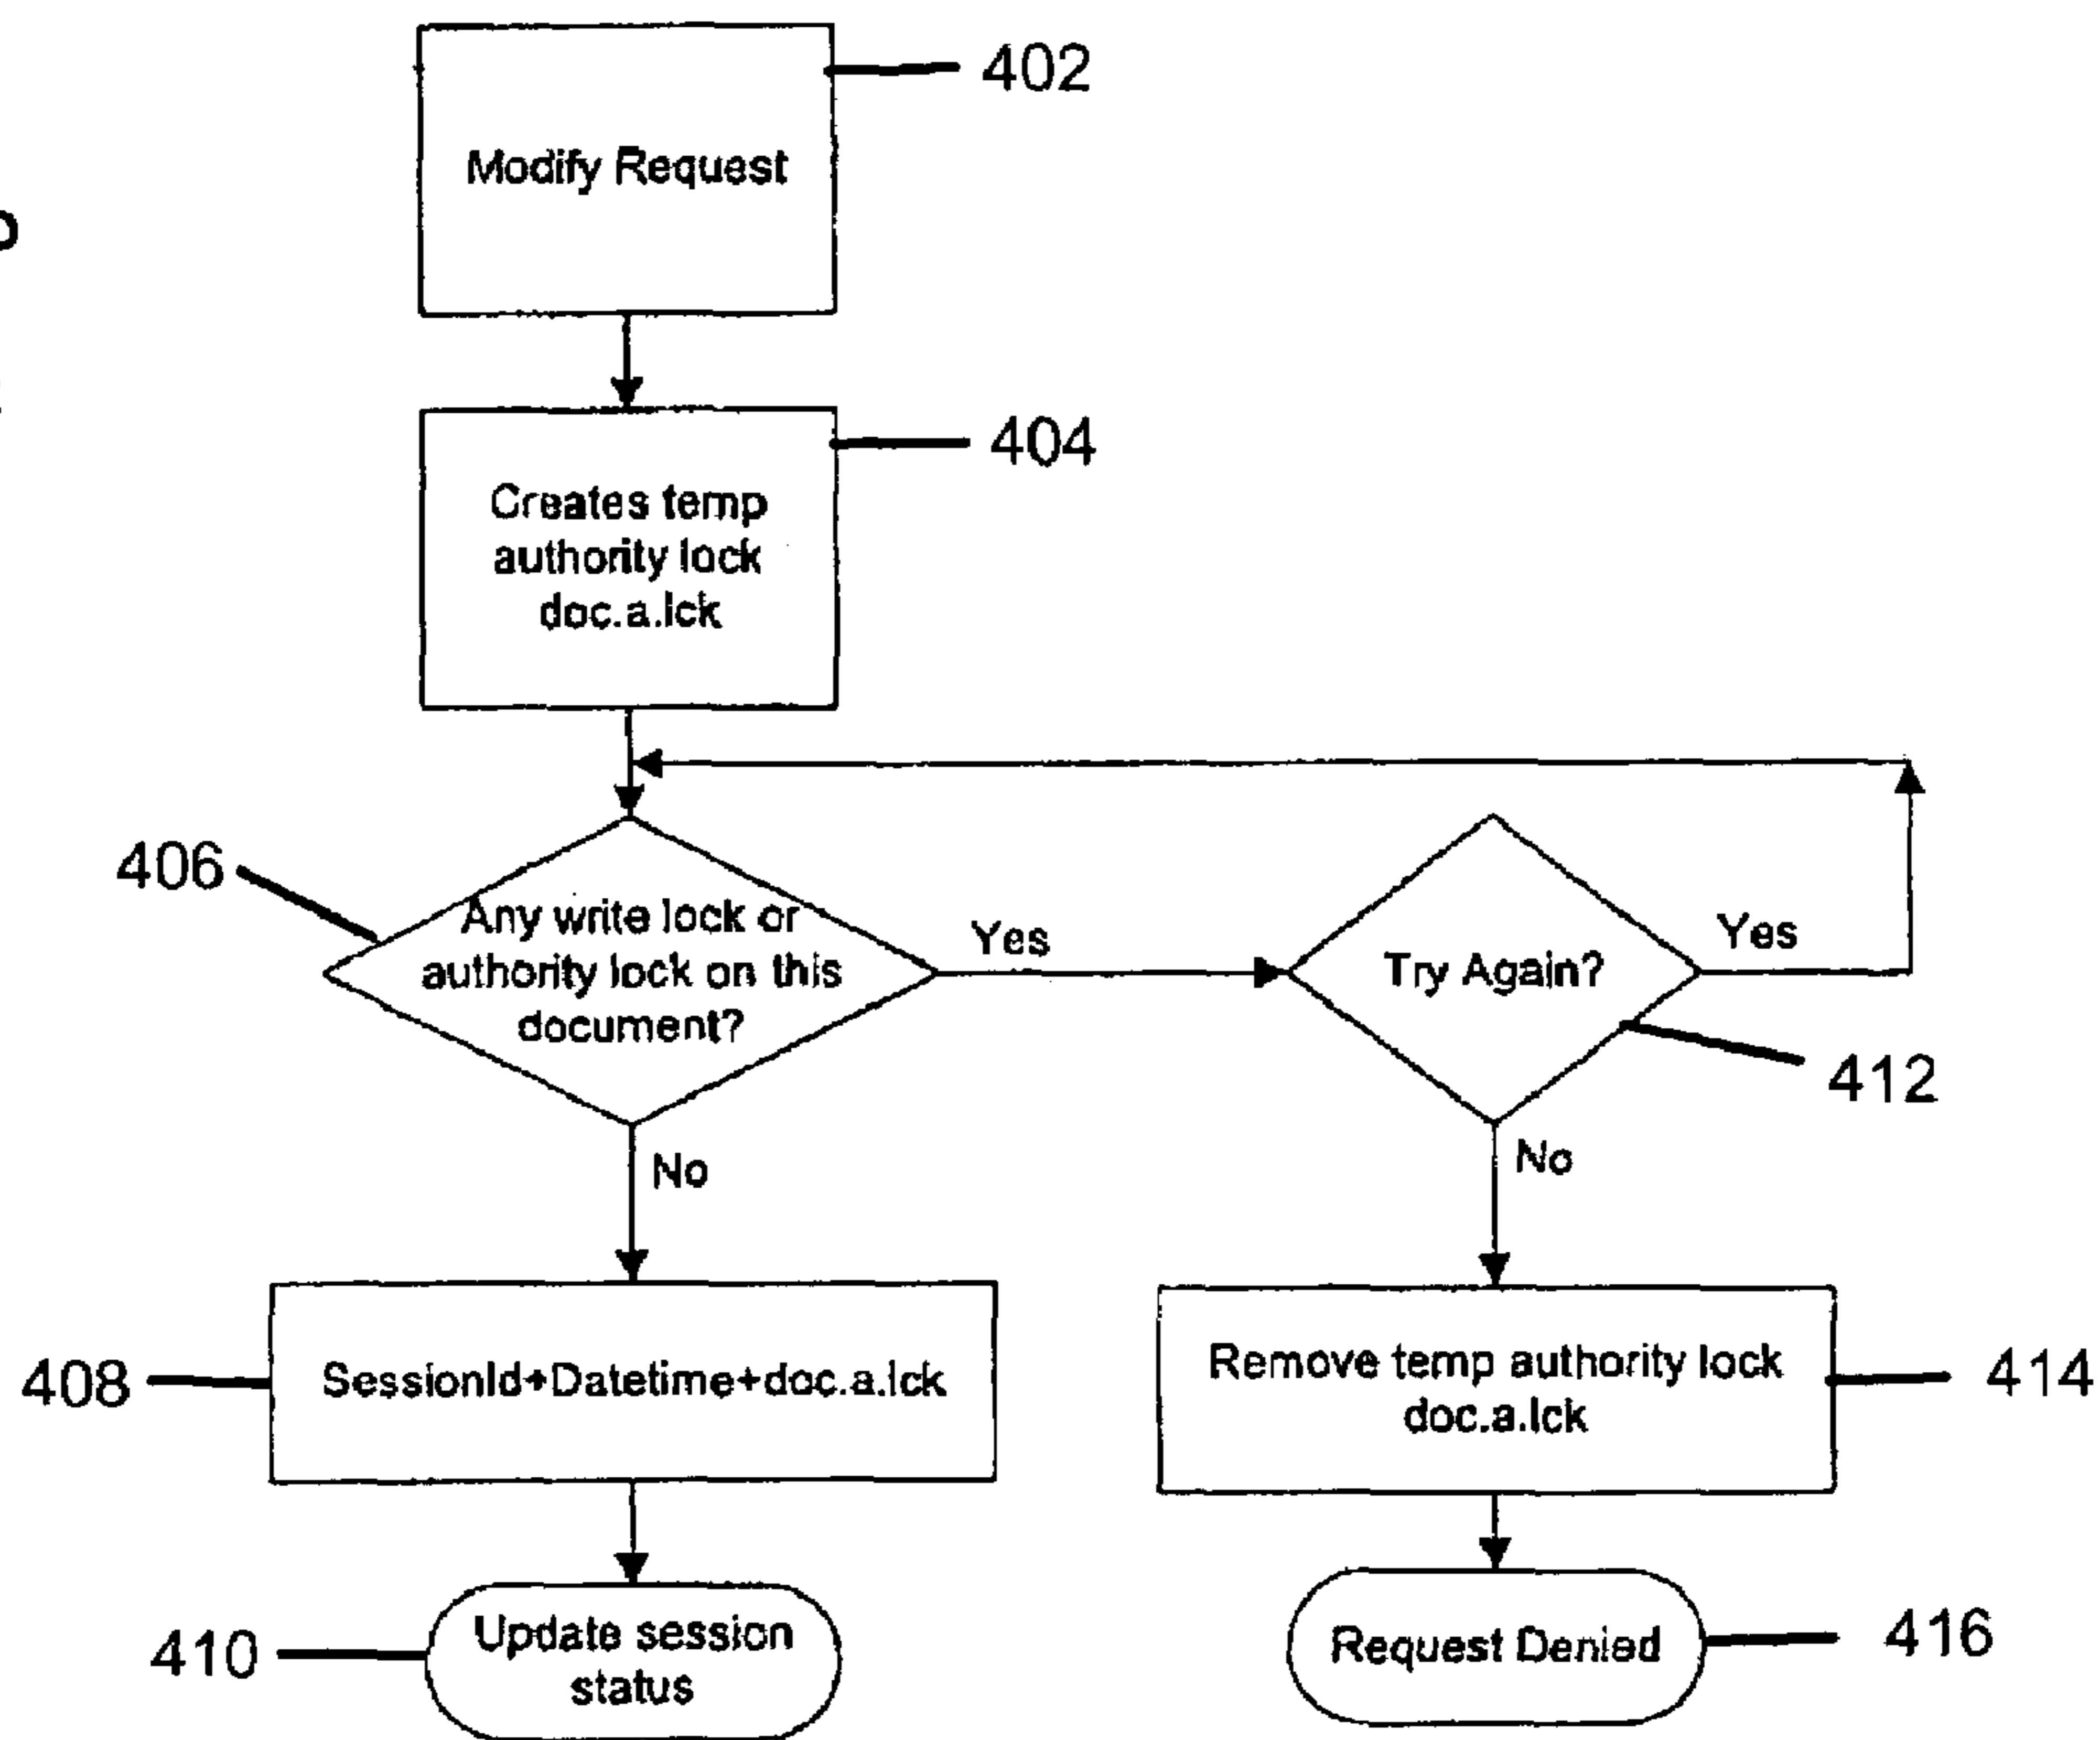 402
Modify Request
404
Creates temp
authority lock
doc.a.lck
406
Any write lock or
authority lock on this
document?
Yes
Try Again?
Yes
412
No
No
408
SessionId+Datetime+doc.a.lck
Remove temp authority lock
doc.a.lck
414
410
Update session
status
Request Denied
416